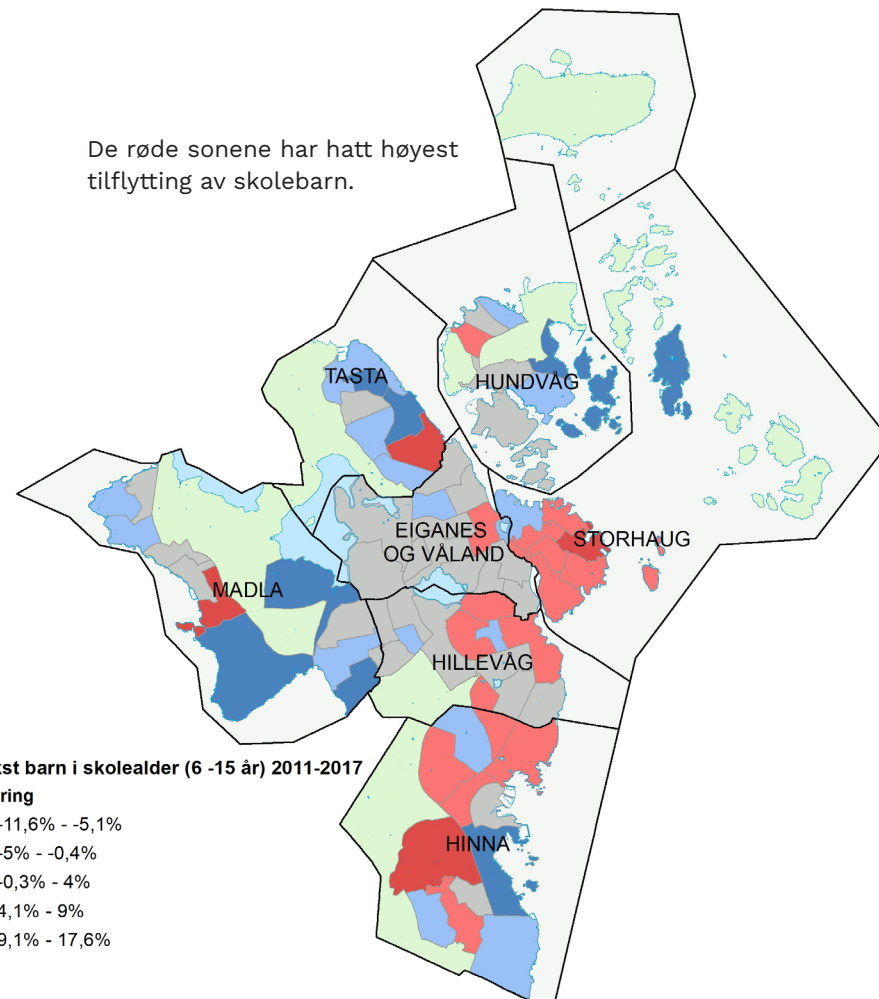 De røde sonene har hatt høyest
tilflytting av skolebarn.
TASTA
HUNDVÅG
EIGANES
OG VÅLAND
STORHAUG
MADLA
HILLEVÅG
HINNA
kst barn i skolealder (6 -15 år) 2011-2017
ring
-11,6% - -5,1%
-5% - -0,4%
-0,3% - 4%
4,1% - 9%
9,1% - 17,6%